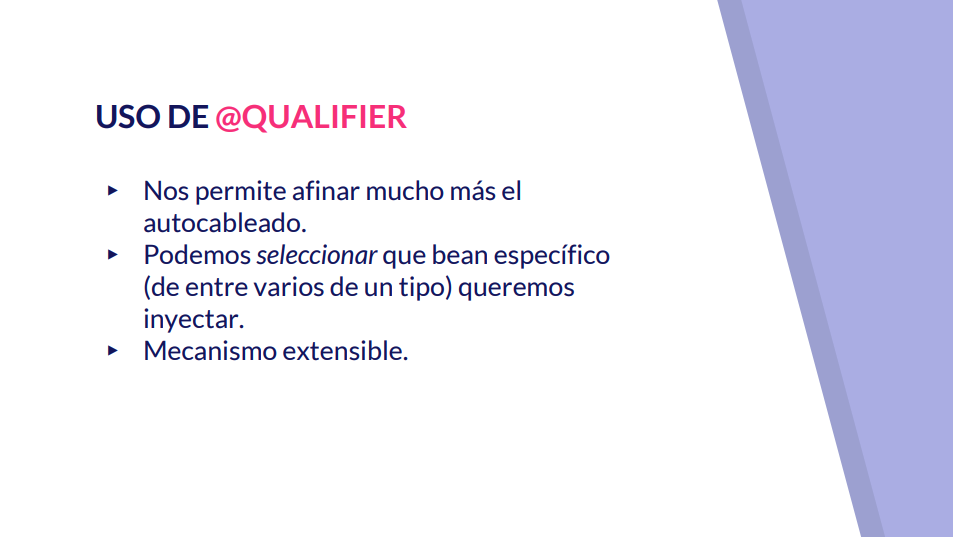 USO DE @QUALIFIER
▸ Nos permite afinar mucho más el
autocableado.
▸ Podemos seleccionar que bean específico
(de entre varios de un tipo) queremos
inyectar.
▸ Mecanismo extensible.